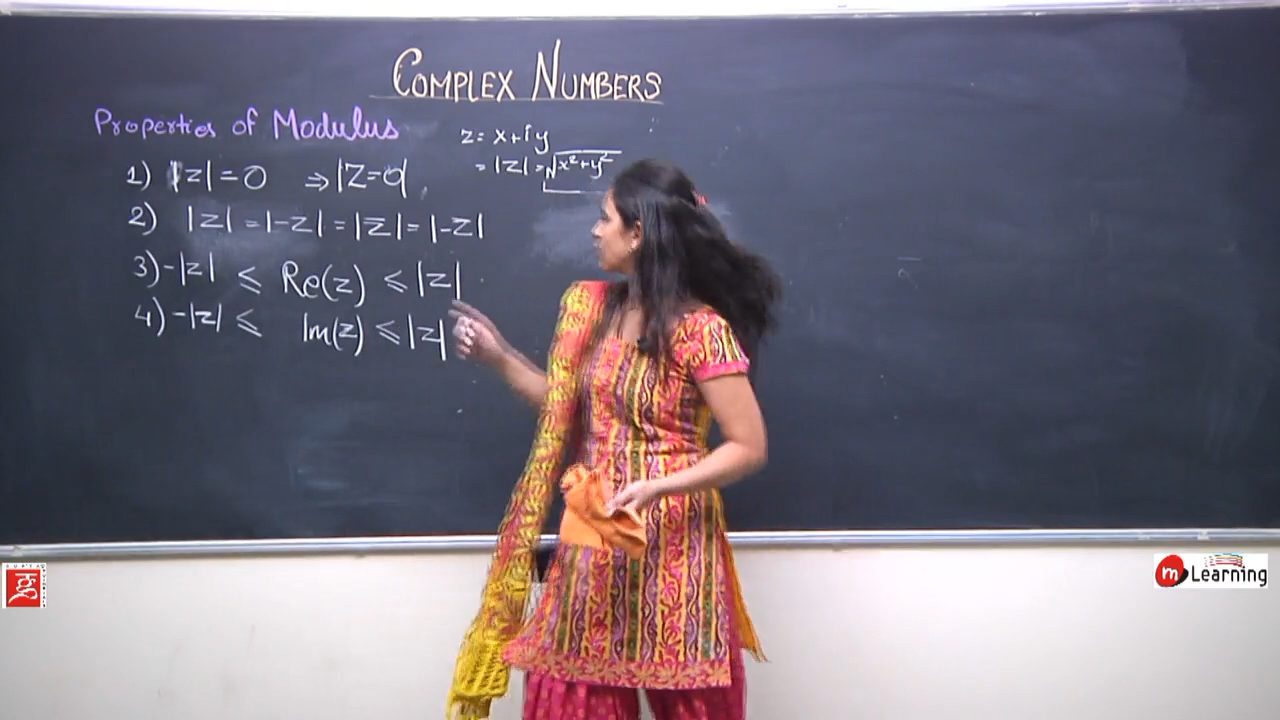 COMPLEX NUMBERS
Properties of Modulus
z = x+iy
= |z| = √x²+y²
1) |z| = 0 ⇒ |Z=0|
2) |z| = |-z| = |z| = |-z|
3) -|z| ≤ Re(z) ≤ |z|
4) -|z| ≤ Im(z) ≤ |z|
m Learning